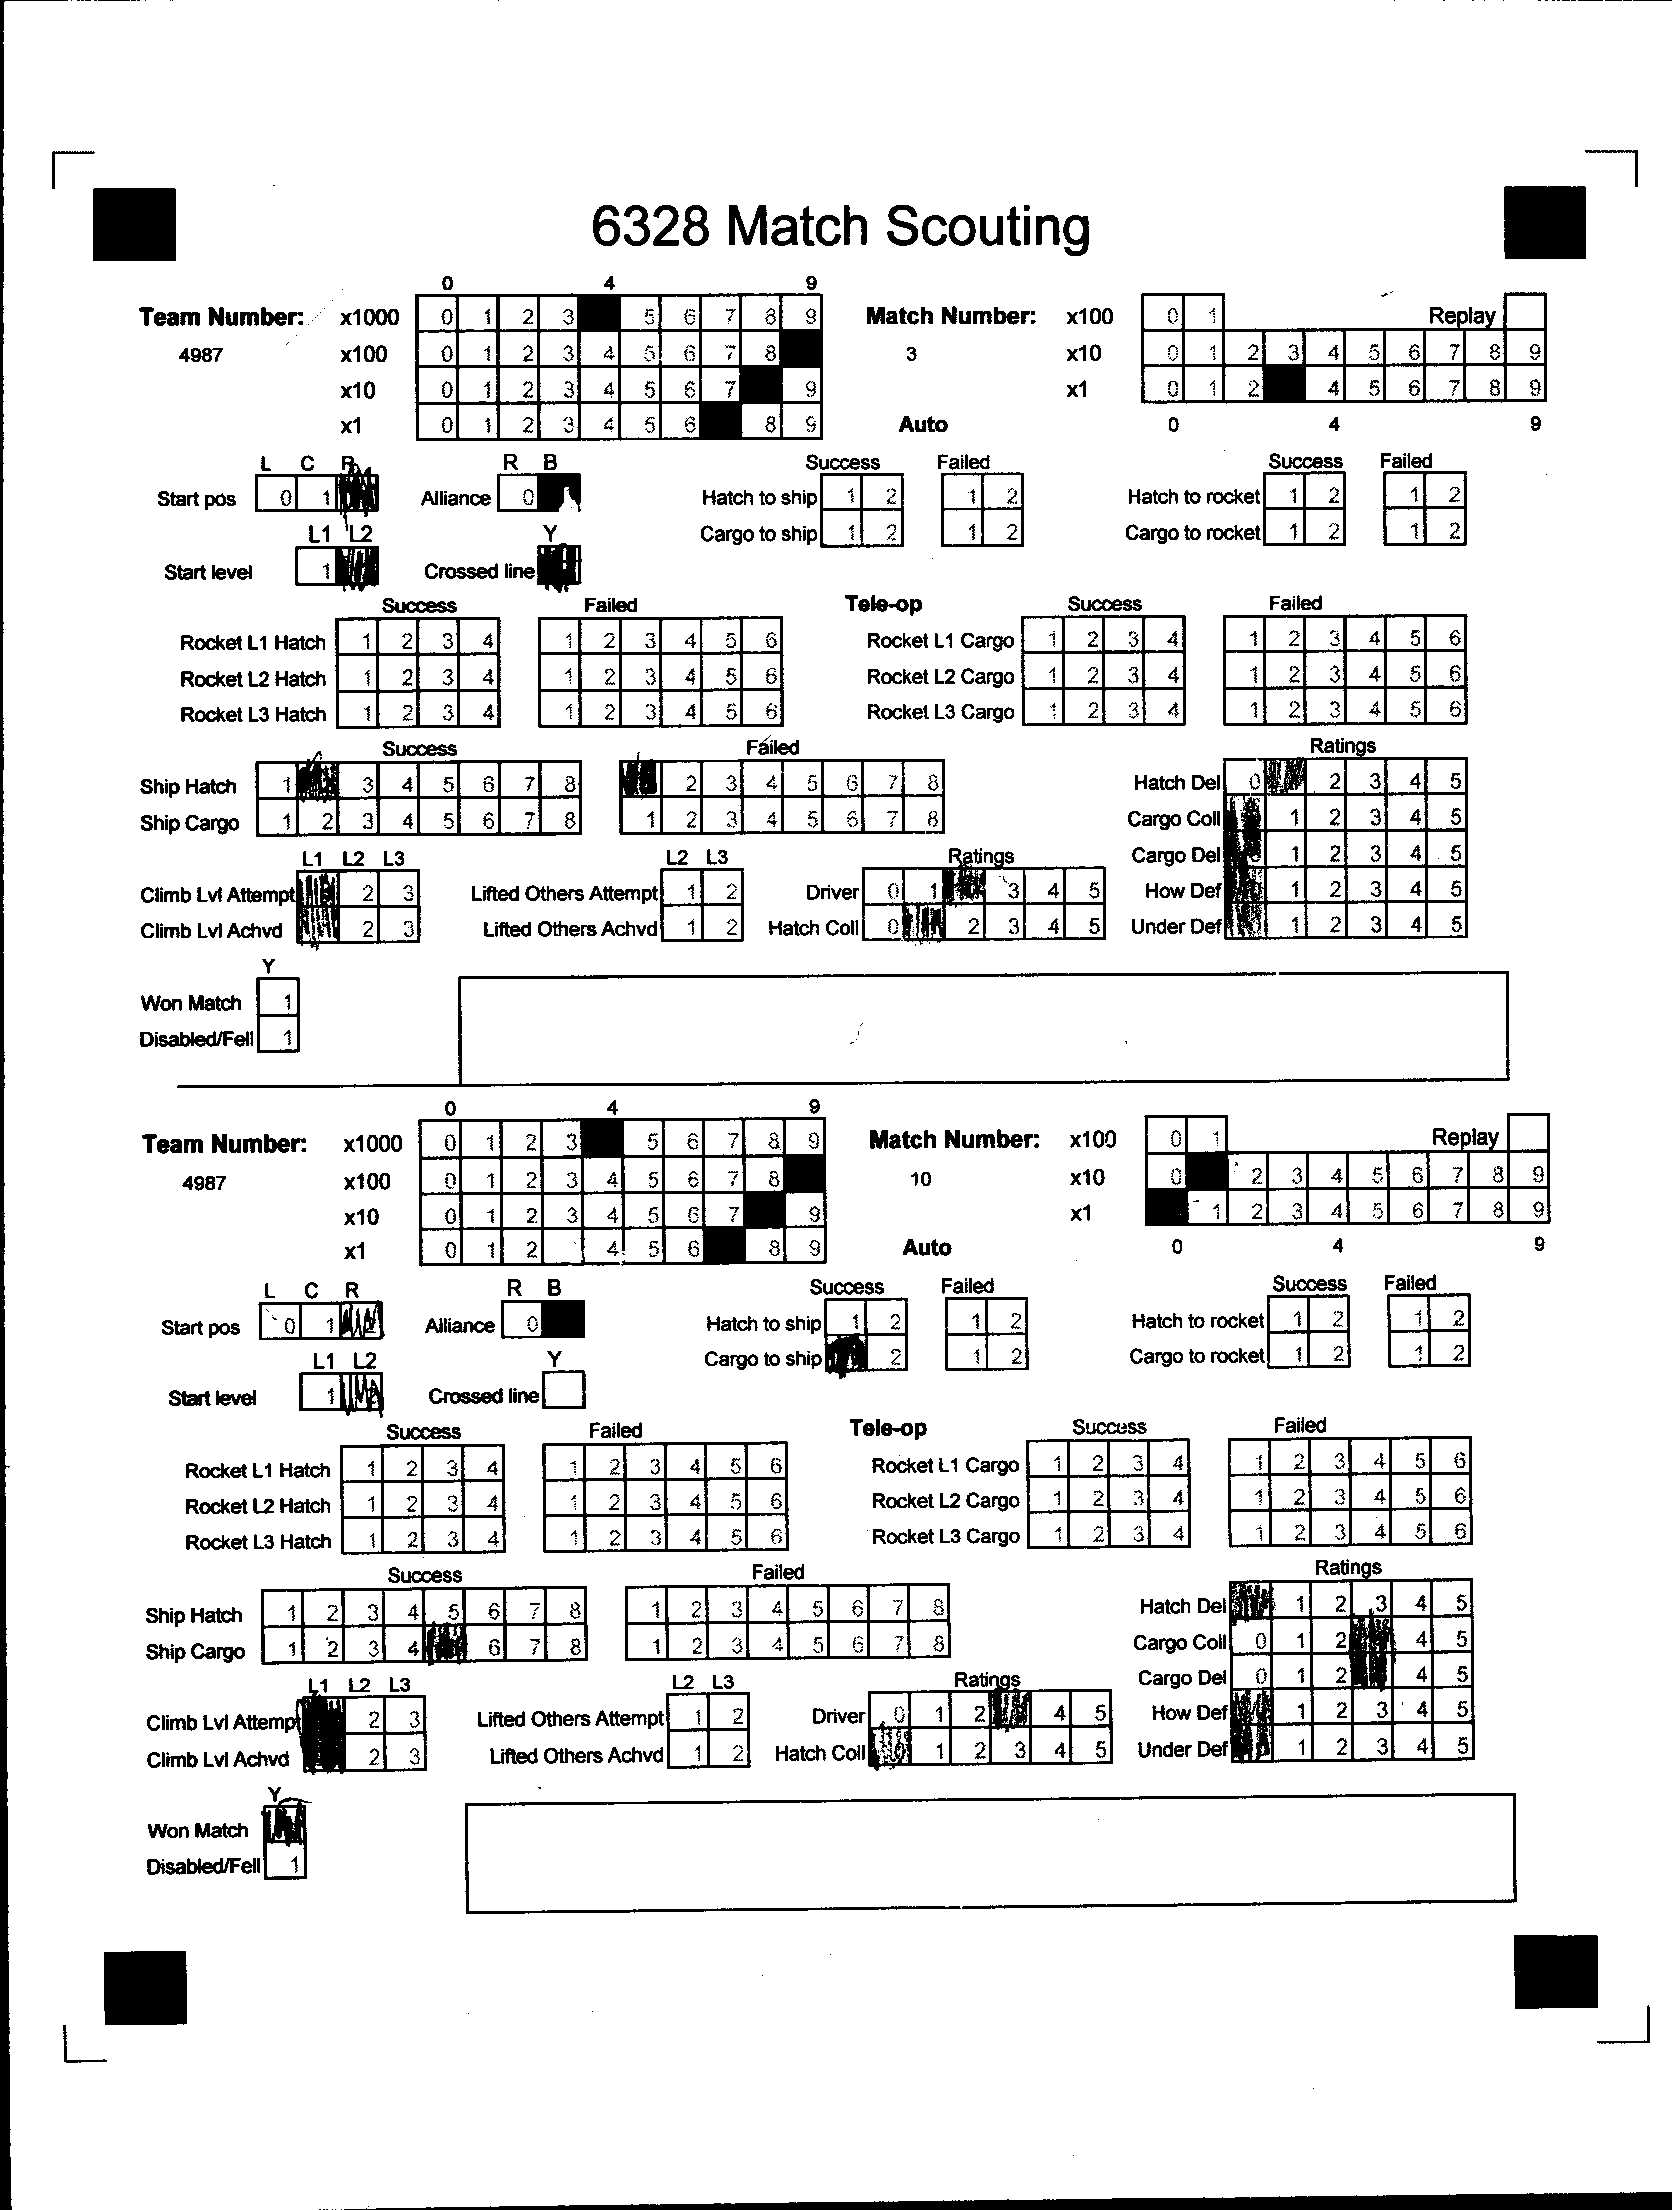 6328 Match Scouting
0 4 9
Team Number: x1000 0 1 2 3 5 6 7 8 9 Match Number: x100 0 1 Replay
4987 x100 0 1 2 3 4 5 6 7 8 3 x10 0 1 2 3 4 5 6 7 8 9
x10 0 1 2 3 4 5 6 7 9 x1 0 1 2 4 5 6 7 8 9
x1 0 1 2 3 4 5 6 8 9 Auto 0 4 9
L C R R B Success Failed Success Failed
Start pos 0 1 Alliance 0 Hatch to ship 1 2 1 2 Hatch to rocket 1 2 1 2
L1 L2 Y Cargo to ship 1 2 1 2 Cargo to rocket 1 2 1 2
Start level 1 Crossed line
Success Failed Tele-op Success Failed
Rocket L1 Hatch 1 2 3 4 1 2 3 4 5 6 Rocket L1 Cargo 1 2 3 4 1 2 3 4 5 6
Rocket L2 Hatch 1 2 3 4 1 2 3 4 5 6 Rocket L2 Cargo 1 2 3 4 1 2 3 4 5 6
Rocket L3 Hatch 1 2 3 4 1 2 3 4 5 6 Rocket L3 Cargo 1 2 3 4 1 2 3 4 5 6
Success Failed Ratings
Ship Hatch 1 3 4 5 6 7 8 2 3 4 5 6 7 8 Hatch Del 0 2 3 4 5
Ship Cargo 1 2 3 4 5 6 7 8 1 2 3 4 5 6 7 8 Cargo Coll 1 2 3 4 5
L1 L2 L3 L2 L3 Ratings Cargo Del 1 2 3 4 5
Climb Lvl Attempt 2 3 Lifted Others Attempt 1 2 Driver 0 1 3 4 5 How Def 1 2 3 4 5
Climb Lvl Achvd 2 3 Lifted Others Achvd 1 2 Hatch Coll 0 2 3 4 5 Under Def 1 2 3 4 5
Y
Won Match 1
Disabled/Fell 1
0 4 9
Team Number: x1000 0 1 2 3 5 6 7 8 9 Match Number: x100 0 1 Replay
4987 x100 0 1 2 3 4 5 6 7 8 10 x10 0 2 3 4 5 6 7 8 9
x10 0 1 2 3 4 5 6 7 9 x1 1 2 3 4 5 6 7 8 9
x1 0 1 2 4 5 6 8 9 Auto 0 4 9
L C R R B Success Failed Success Failed
Start pos 0 1 Alliance 0 Hatch to ship 1 2 1 2 Hatch to rocket 1 2 1 2
L1 L2 Y Cargo to ship 2 1 2 Cargo to rocket 1 2 1 2
Start level 1 Crossed line
Success Failed Tele-op Success Failed
Rocket L1 Hatch 1 2 3 4 1 2 3 4 5 6 Rocket L1 Cargo 1 2 3 4 1 2 3 4 5 6
Rocket L2 Hatch 1 2 3 4 1 2 3 4 5 6 Rocket L2 Cargo 1 2 3 4 1 2 3 4 5 6
Rocket L3 Hatch 1 2 3 4 1 2 3 4 5 6 Rocket L3 Cargo 1 2 3 4 1 2 3 4 5 6
Success Failed Ratings
Ship Hatch 1 2 3 4 5 6 7 8 1 2 3 4 5 6 7 8 Hatch Del 1 2 3 4 5
Ship Cargo 1 2 3 4 6 7 8 1 2 3 4 5 6 7 8 Cargo Coll 0 1 2 4 5
L1 L2 L3 L2 L3 Ratings Cargo Del 0 1 2 4 5
Climb Lvl Attempt 2 3 Lifted Others Attempt 1 2 Driver 0 1 2 4 5 How Def 1 2 3 4 5
Climb Lvl Achvd 2 3 Lifted Others Achvd 1 2 Hatch Coll 1 2 3 4 5 Under Def 1 2 3 4 5
Y
Won Match
Disabled/Fell 1